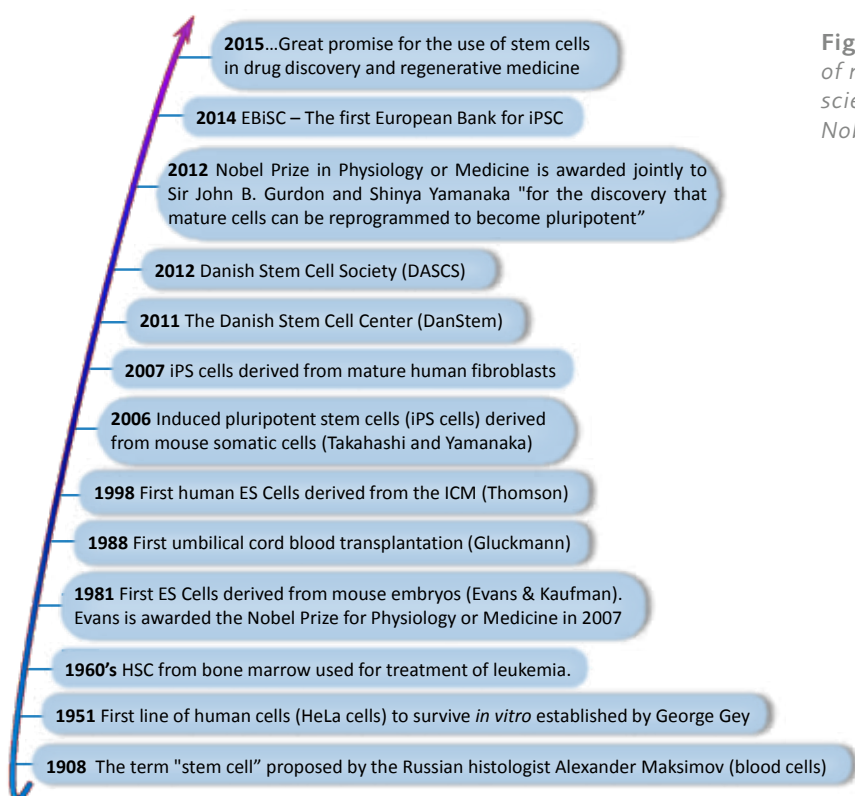 2015...Great promise for the use of stem cells
in drug discovery and regenerative medicine
2014 EBiSC – The first European Bank for iPSC
2012 Nobel Prize in Physiology or Medicine is awarded jointly to
Sir John B. Gurdon and Shinya Yamanaka "for the discovery that
mature cells can be reprogrammed to become pluripotent”
2012 Danish Stem Cell Society (DASCS)
2011 The Danish Stem Cell Center (DanStem)
2007 iPS cells derived from mature human fibroblasts
2006 Induced pluripotent stem cells (iPS cells) derived
from mouse somatic cells (Takahashi and Yamanaka)
1998 First human ES Cells derived from the ICM (Thomson)
1988 First umbilical cord blood transplantation (Gluckmann)
1981 First ES Cells derived from mouse embryos (Evans & Kaufman).
Evans is awarded the Nobel Prize for Physiology or Medicine in 2007
1960’s HSC from bone marrow used for treatment of leukemia.
1951 First line of human cells (HeLa cells) to survive in vitro established by George Gey
1908 The term "stem cell” proposed by the Russian histologist Alexander Maksimov (blood cells)
Fig
of
scie